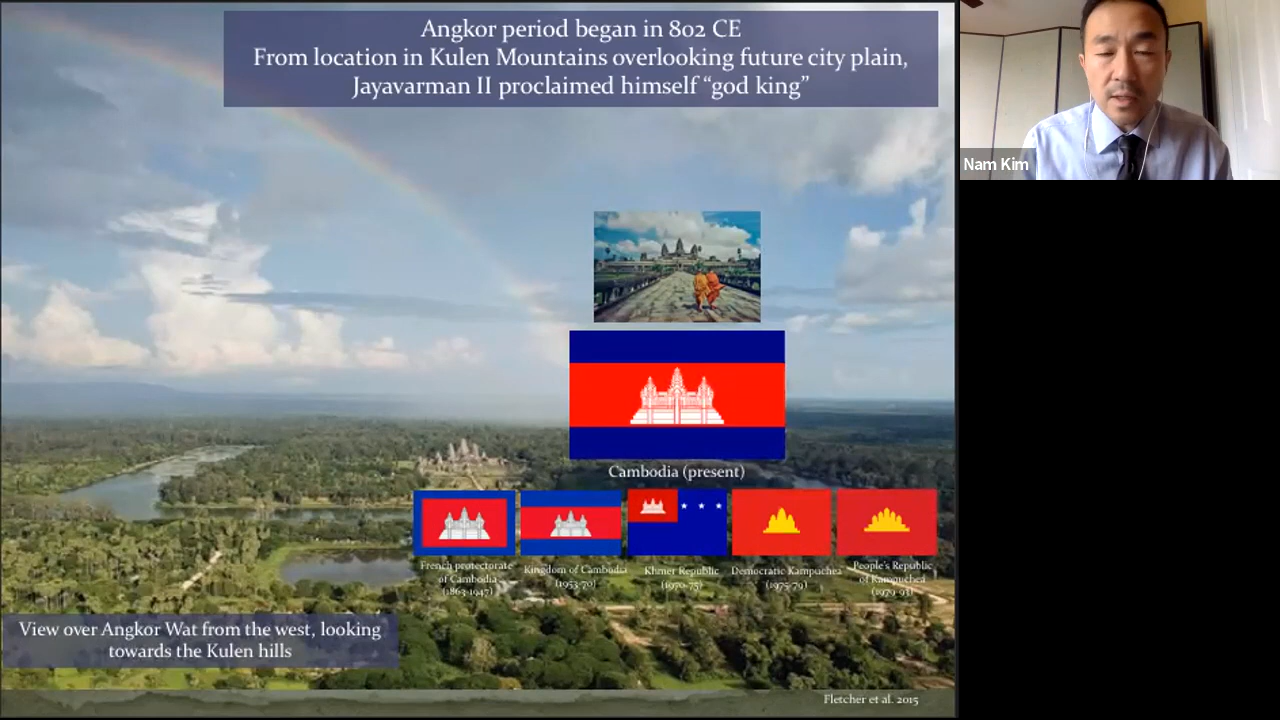 Angkor period began in 802 CE
From location in Kulen Mountains overlooking future city plain,
Jayavarman II proclaimed himself “god king”
Nam Kim
Cambodia (present)
French protectorate
of Cambodia
(1863-1947)
Kingdom of Cambodia
(1953-70)
Khmer Republic
(1970-75)
Democratic Kampuchea
(1975-79)
People's Republic
of Kampuchea
(1979-93)
View over Angkor Wat from the west, looking
towards the Kulen hills
Fletcher et al. 2015